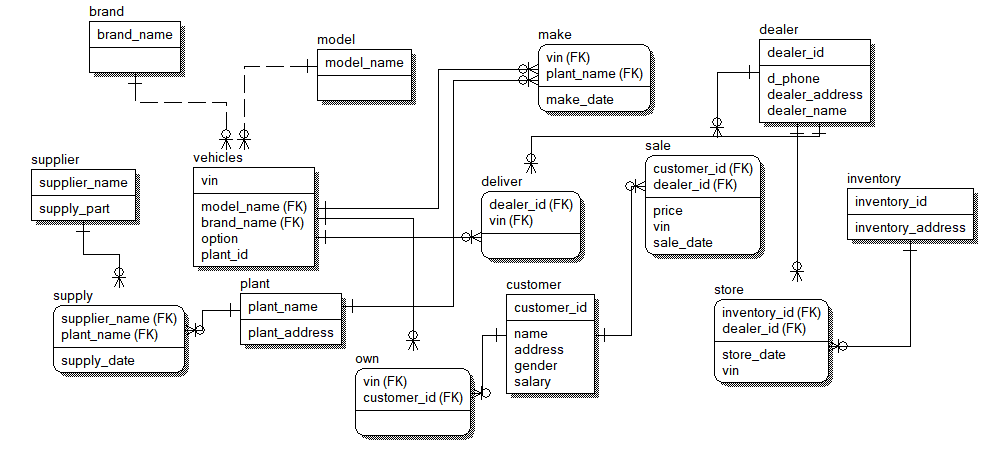 brand
brand_name
model
model_name
make
vin (FK)
plant_name (FK)
make_date
dealer
dealer_id
d_phone
dealer_address
dealer_name
supplier
supplier_name
supply_part
vehicles
vin
model_name (FK)
brand_name (FK)
option
plant_id
deliver
dealer_id (FK)
vin (FK)
sale
customer_id (FK)
dealer_id (FK)
price
vin
sale_date
inventory
inventory_id
inventory_address
supply
supplier_name (FK)
plant_name (FK)
supply_date
plant
plant_name
plant_address
customer
customer_id
name
address
gender
salary
store
inventory_id (FK)
dealer_id (FK)
store_date
vin
own
vin (FK)
customer_id (FK)